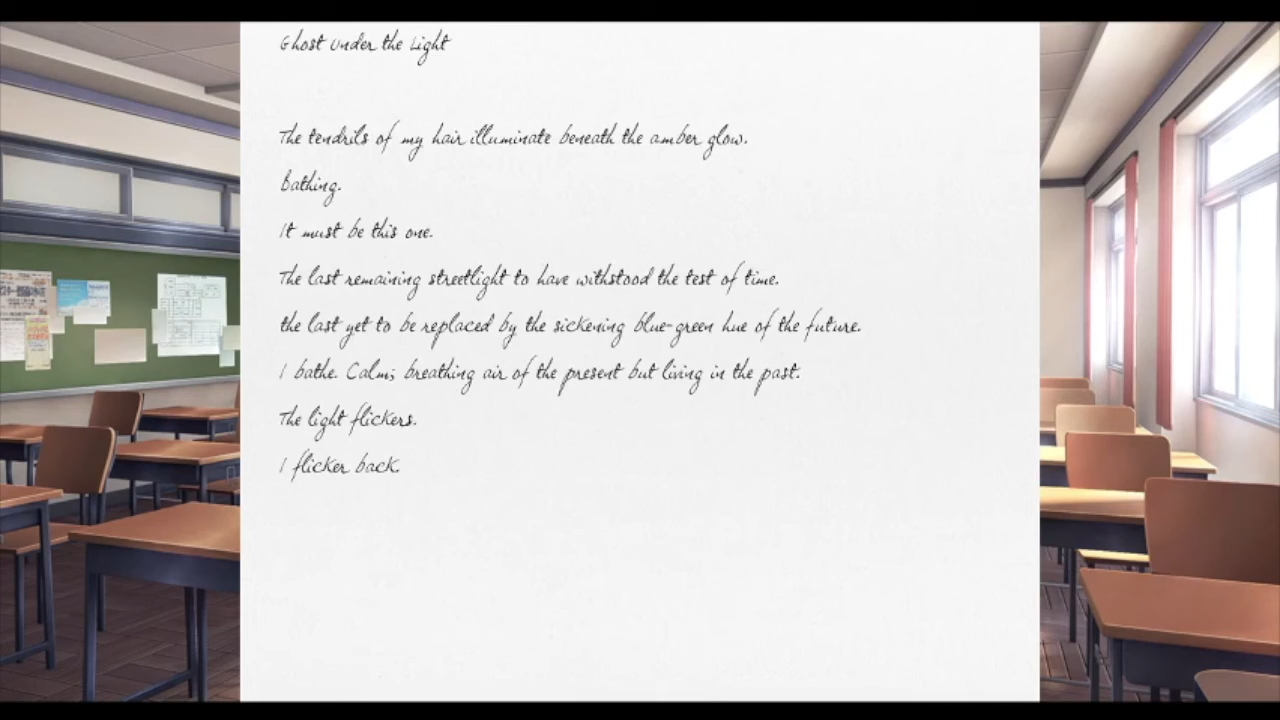 Ghost Under the Light
The tendrils of my hair illuminate beneath the amber glow.
Bathing.
It must be this one.
The last remaining streetlight to have withstood the test of time.
the last yet to be replaced by the sickening blue-green hue of the future.
I bathe. Calm; breathing air of the present but living in the past.
The light flickers.
I flicker back.